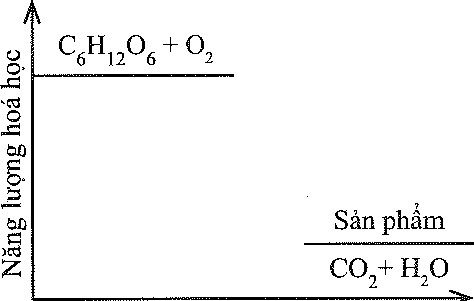 Năng lượng hoá học
C₆H₁₂O₆ + O₂
Sản phẩm
CO₂+ H₂O